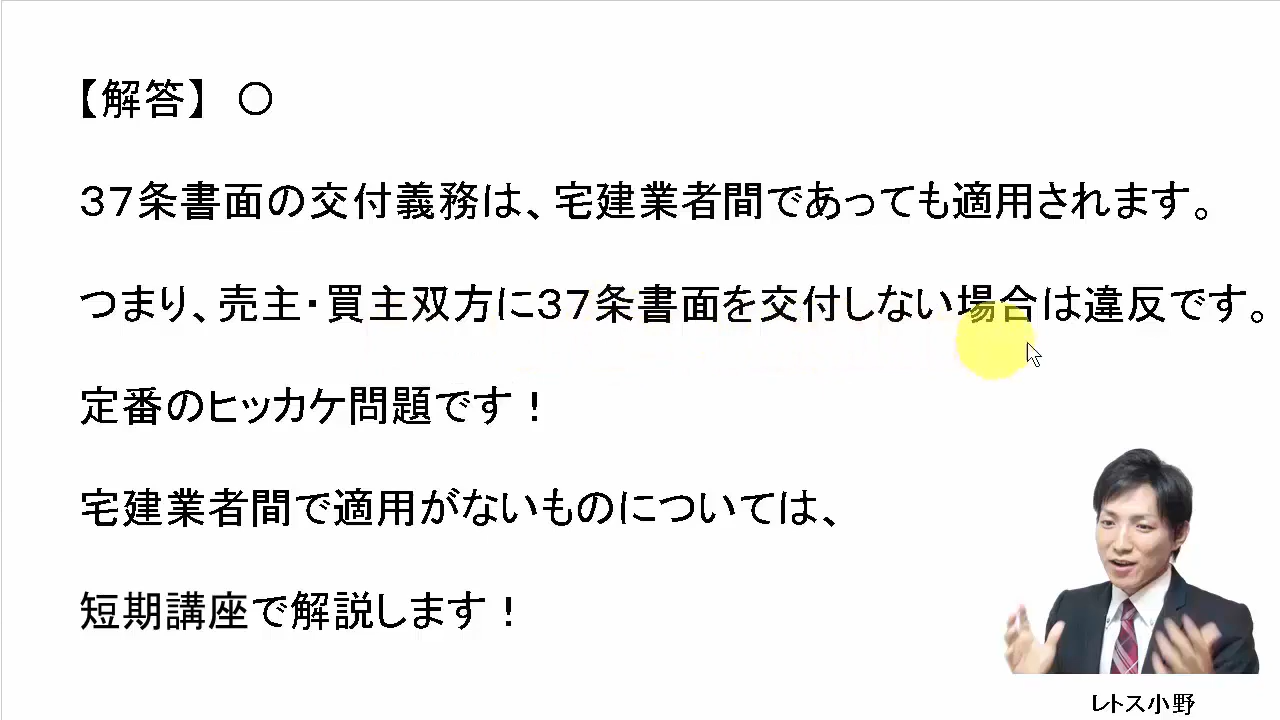 【解答】　○
３７条書面の交付義務は、宅建業者間であっても適用されます。
つまり、売主・買主双方に３７条書面を交付しない場合は違反です。
定番のヒッカケ問題です！
宅建業者間で適用がないものについては、
短期講座で解説します！
レトス小野